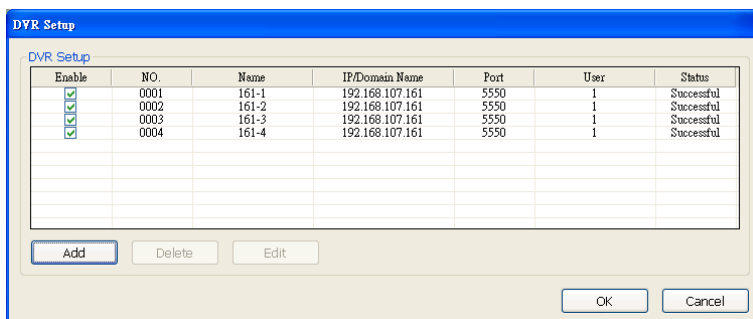 DVR Setup
DVR Setup
Enable NO. Name IP/Domain Name Port User Status
0001 161-1 192.168.107.161 5550 1 Successful
0002 161-2 192.168.107.161 5550 1 Successful
0003 161-3 192.168.107.161 5550 1 Successful
0004 161-4 192.168.107.161 5550 1 Successful
Add Delete Edit
OK Cancel